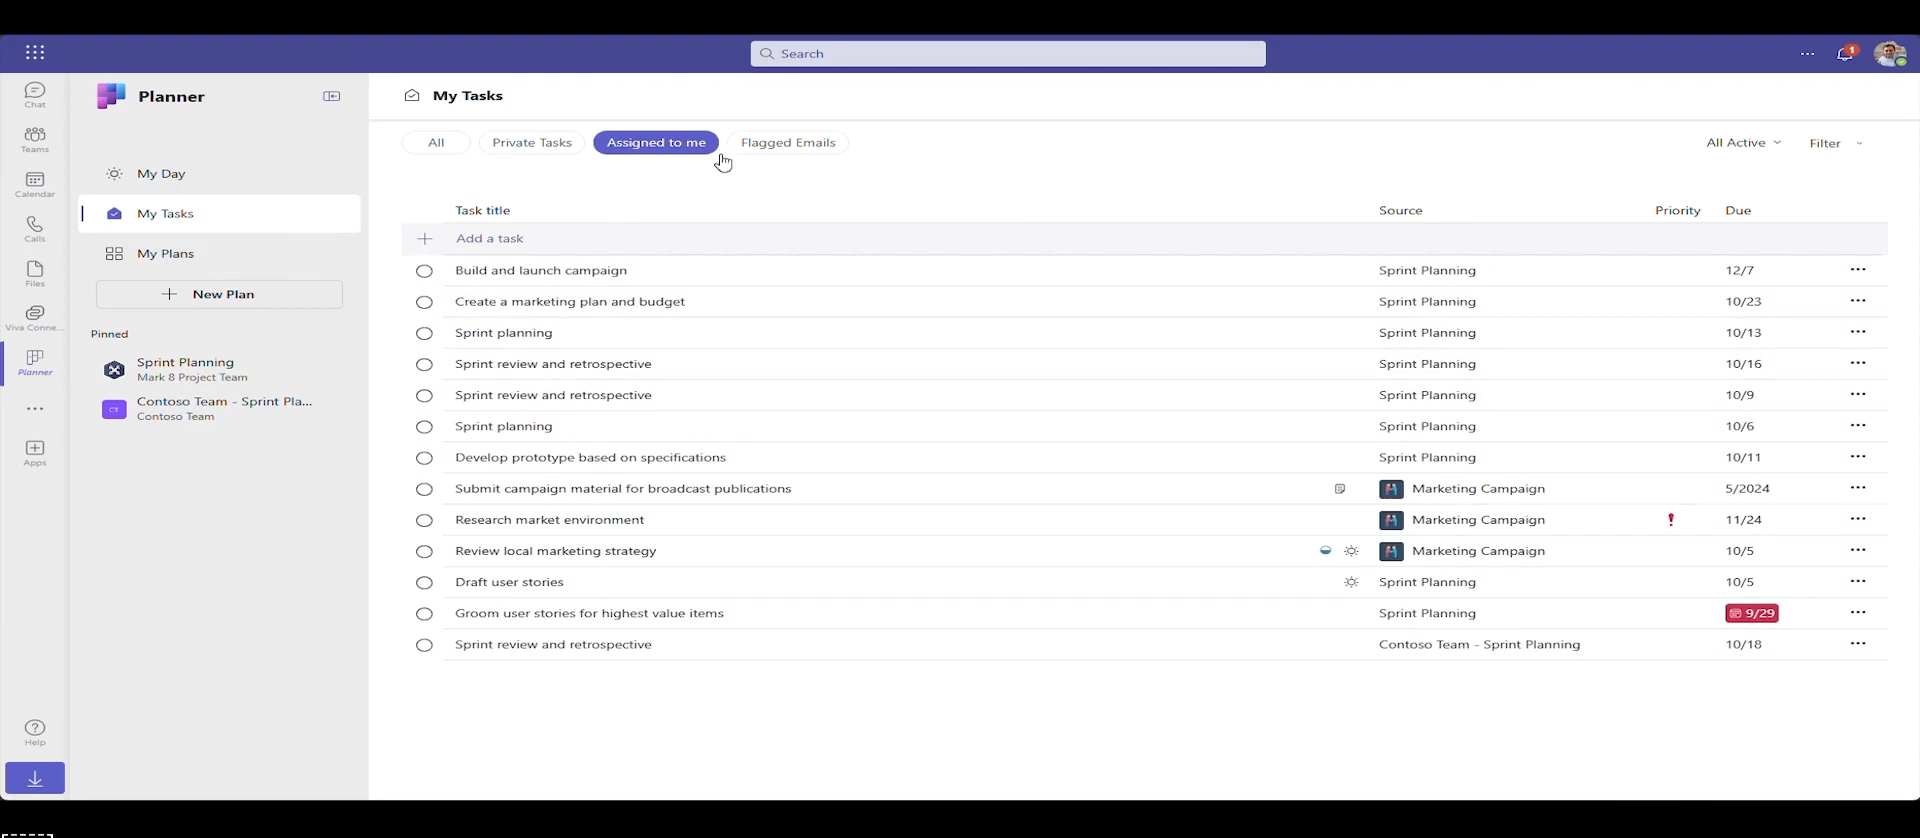 Search
1
Chat
Teams
Calendar
Calls
Files
Viva Conne...
Planner
Apps
Help
Planner
My Day
My Tasks
My Plans
New Plan
Pinned
Sprint Planning
Mark 8 Project Team
CT
Contoso Team - Sprint Pla...
Contoso Team
My Tasks
All Private Tasks Assigned to me Flagged Emails All Active Filter
Task title Source Priority Due
Add a task
Build and launch campaign Sprint Planning 12/7
Create a marketing plan and budget Sprint Planning 10/23
Sprint planning Sprint Planning 10/13
Sprint review and retrospective Sprint Planning 10/16
Sprint review and retrospective Sprint Planning 10/9
Sprint planning Sprint Planning 10/6
Develop prototype based on specifications Sprint Planning 10/11
Submit campaign material for broadcast publications Marketing Campaign 5/2024
Research market environment Marketing Campaign 11/24
Review local marketing strategy Marketing Campaign 10/5
Draft user stories Sprint Planning 10/5
Groom user stories for highest value items Sprint Planning 9/29
Sprint review and retrospective Contoso Team - Sprint Planning 10/18